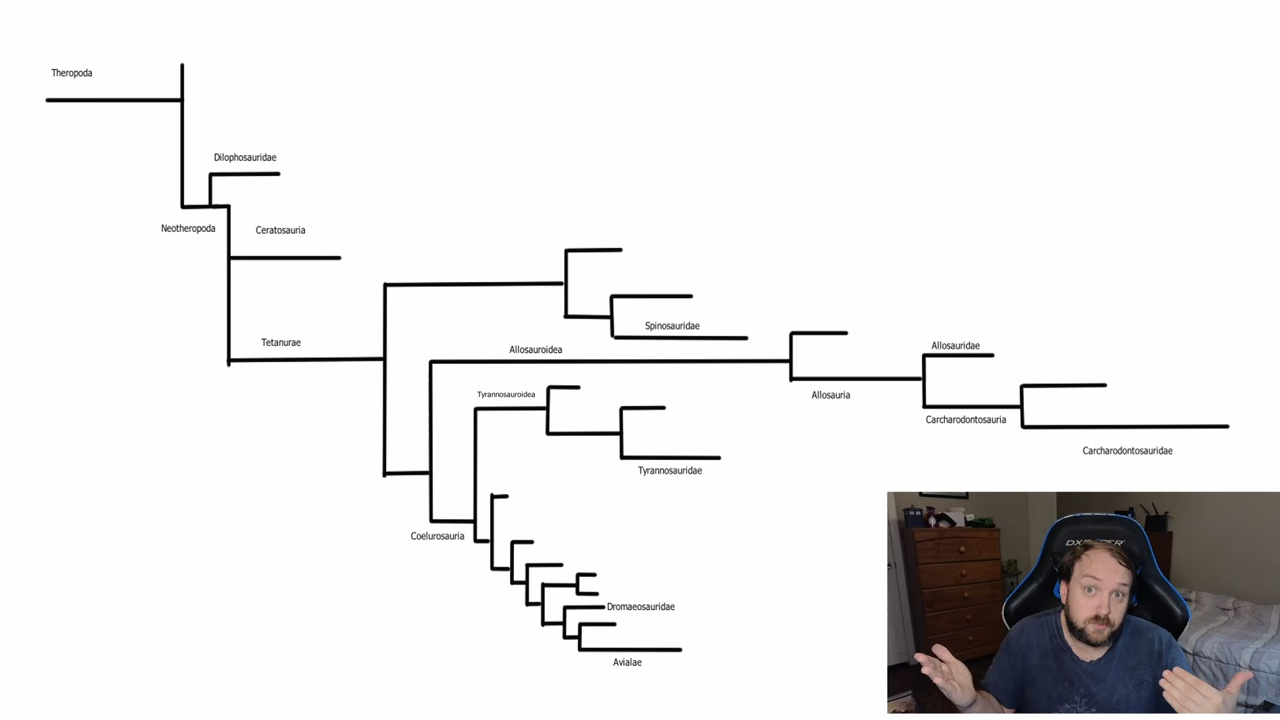 Theropoda
Dilophosauridae
Neotheropoda
Ceratosauria
Tetanurae
Spinosauridae
Allosauroidea
Allosauridae
Tyrannosauroidea
Allosauria
Carcharodontosauria
Carcharodontosauridae
Tyrannosauridae
Coelurosauria
Dromaeosauridae
Avialae